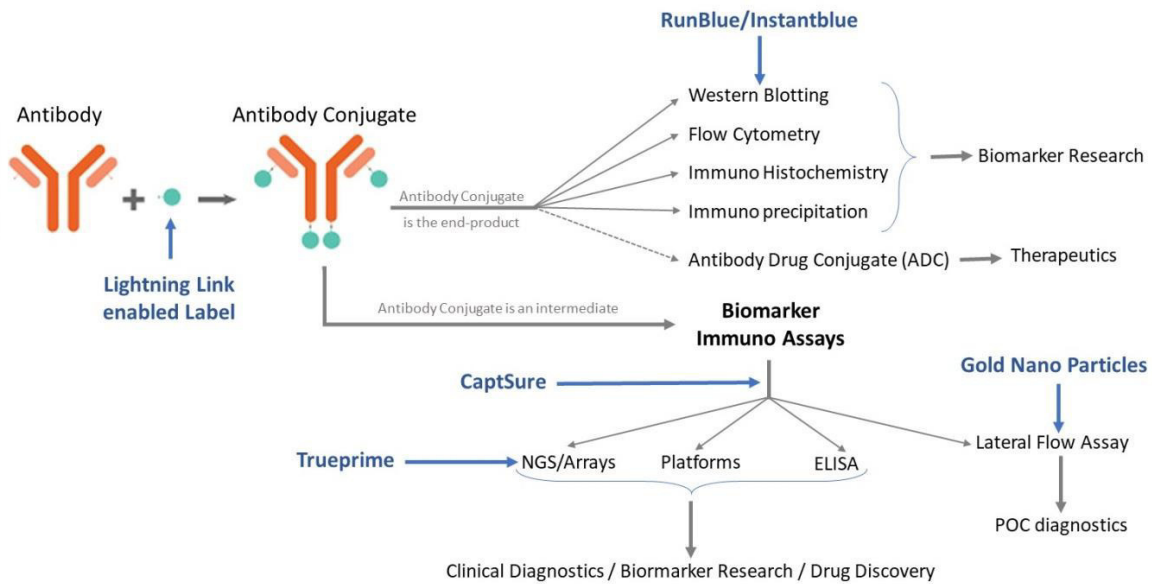 RunBlue/Instantblue
Antibody
Antibody Conjugate
Western Blotting
Flow Cytometry
Immuno Histochemistry
Immuno precipitation
Biomarker Research
Antibody Conjugate
is the end-product
Antibody Drug Conjugate (ADC)
Therapeutics
Lightning Link
enabled Label
Antibody Conjugate is an intermediate
Biomarker
Immuno Assays
CaptSure
Gold Nano Particles
Trueprime
NGS/Arrays
Platforms
ELISA
Lateral Flow Assay
POC diagnostics
Clinical Diagnostics / Biormarker Research / Drug Discovery